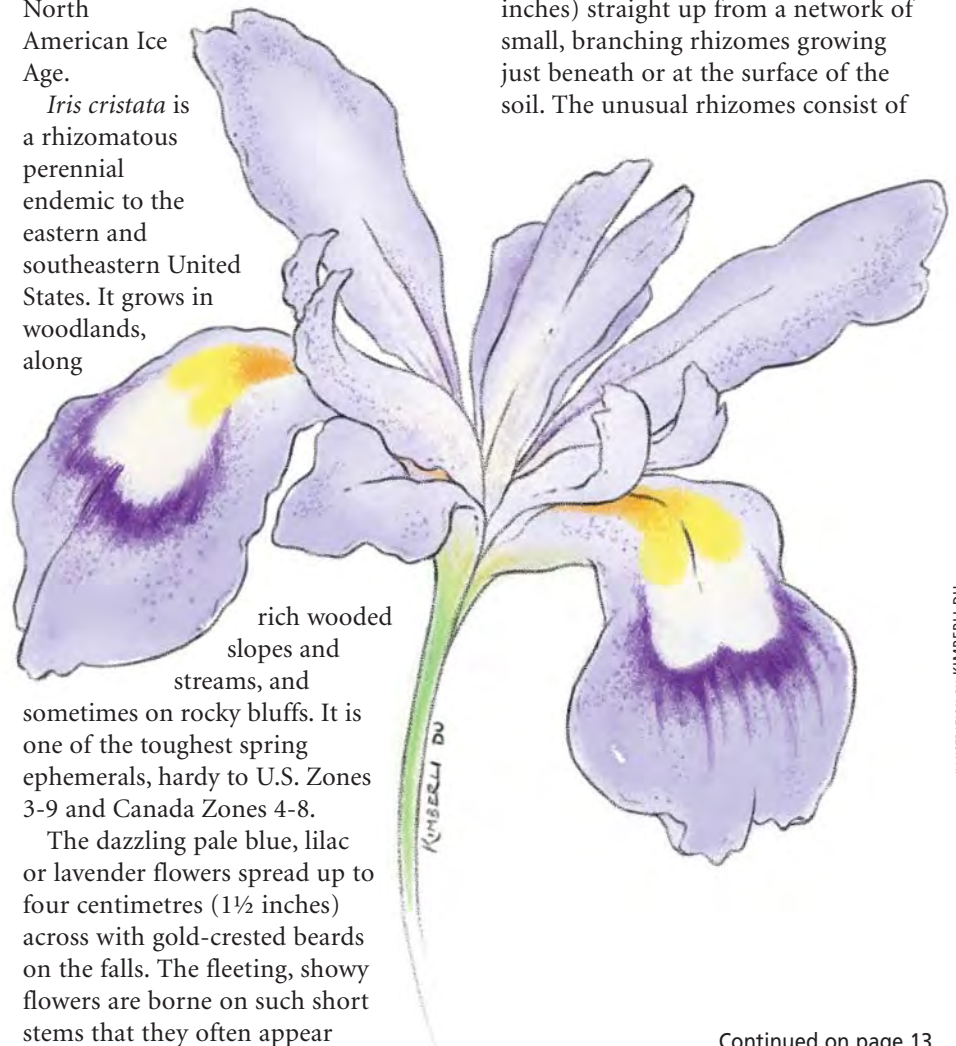 North
American Ice
Age.
Iris cristata is
a rhizomatous
perennial
endemic to the
eastern and
southeastern United
States. It grows in
woodlands,
along
rich wooded
slopes and
streams, and
sometimes on rocky bluffs. It is
one of the toughest spring
ephemerals, hardy to U.S. Zones
3-9 and Canada Zones 4-8.
The dazzling pale blue, lilac
or lavender flowers spread up to
four centimetres (1½ inches)
across with gold-crested beards
on the falls. The fleeting, showy
flowers are borne on such short
stems that they often appear
inches) straight up from a network of
small, branching rhizomes growing
just beneath or at the surface of the
soil. The unusual rhizomes consist of
KIMBERLI DU
KIMBERLI DU
Continued on page 13